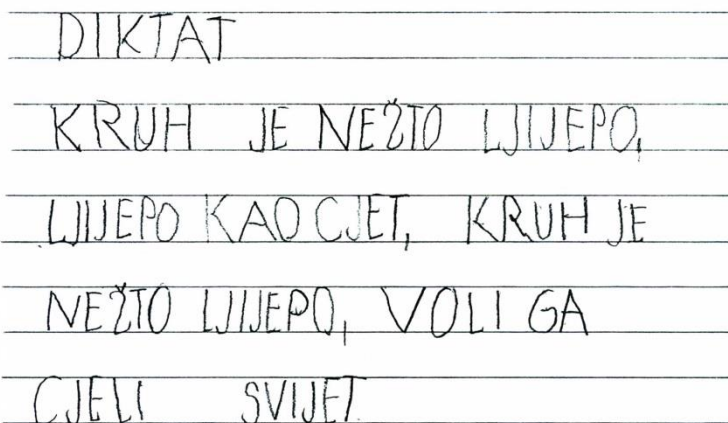 DIKTAT
KRUH JE NEŽTO LJIJEPO,
LJIJEPO KAO CJET, KRUH JE
NEŽTO LJIJEPO, VOLI GA
CJELI SVIJET.